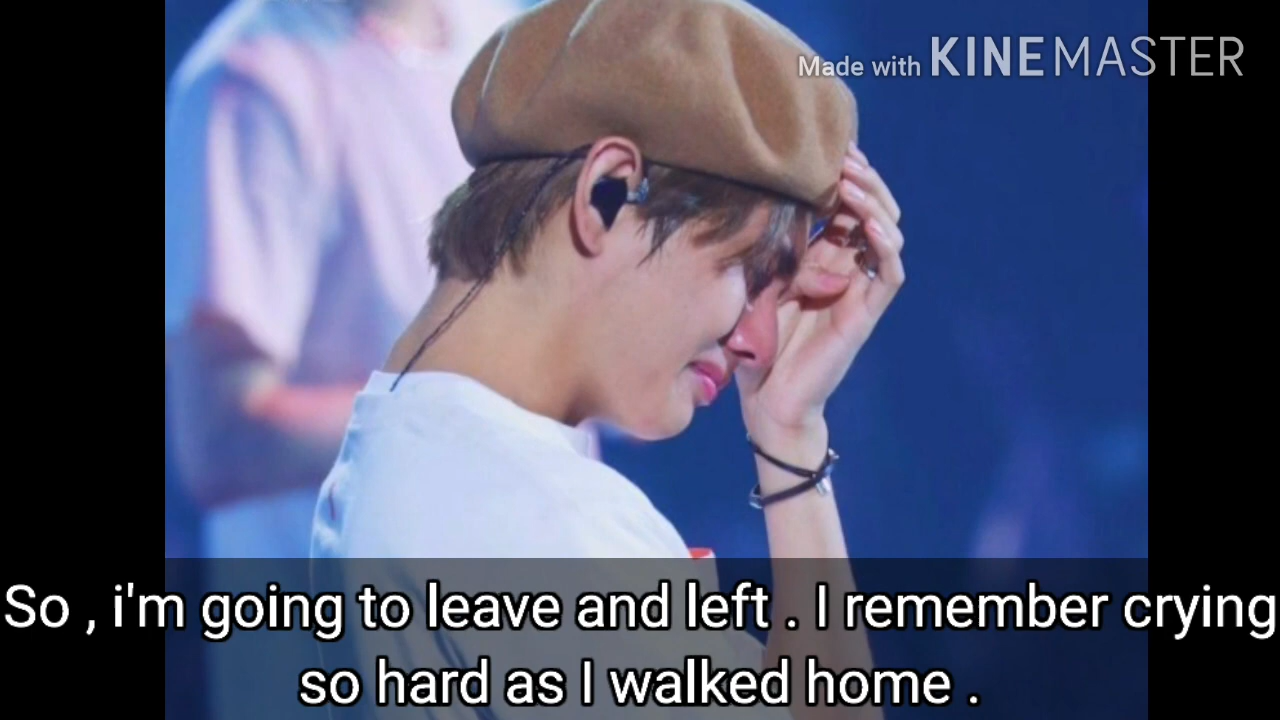 Made with KINEMASTER
So , i'm going to leave and left . I remember crying
so hard as I walked home .